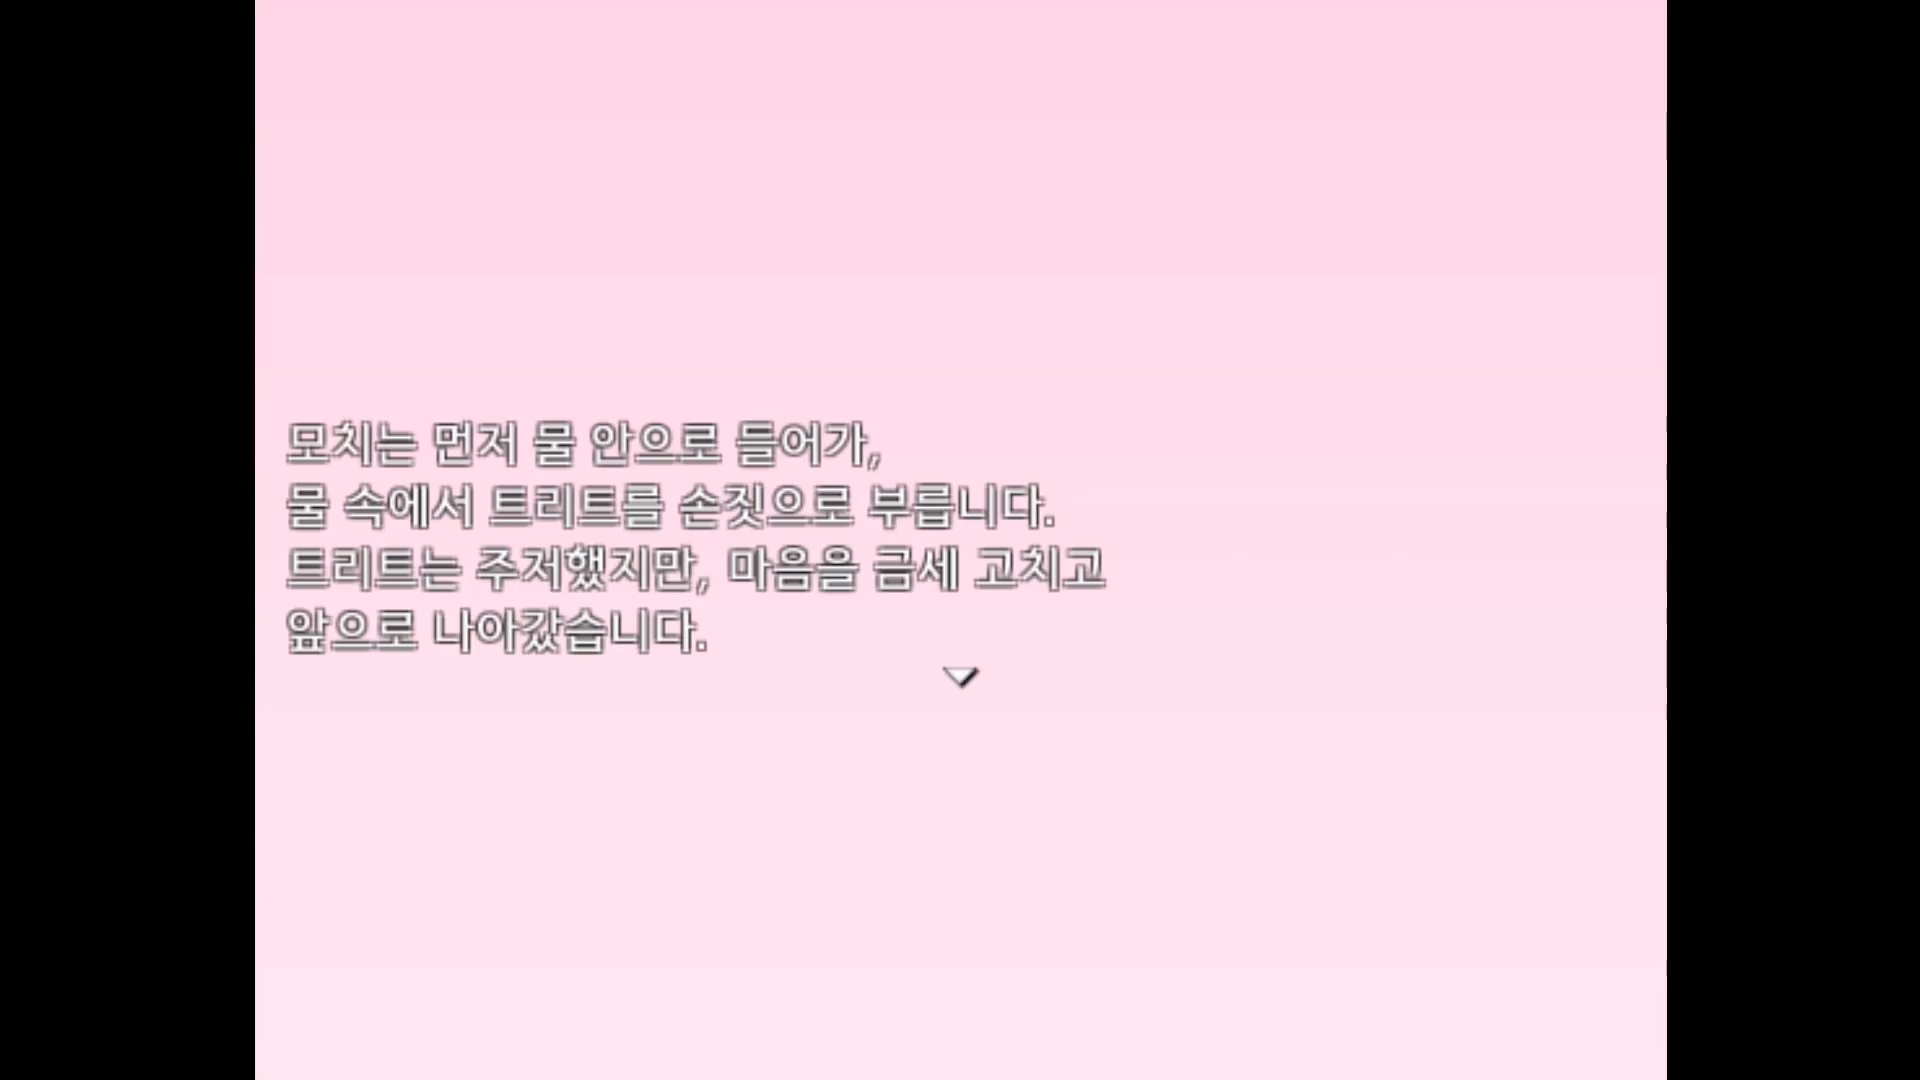 모치는 먼저 물 안으로 들어가,
물 속에서 트리트를 손짓으로 부릅니다.
트리트는 주저했지만, 마음을 금세 고치고
앞으로 나아갔습니다.